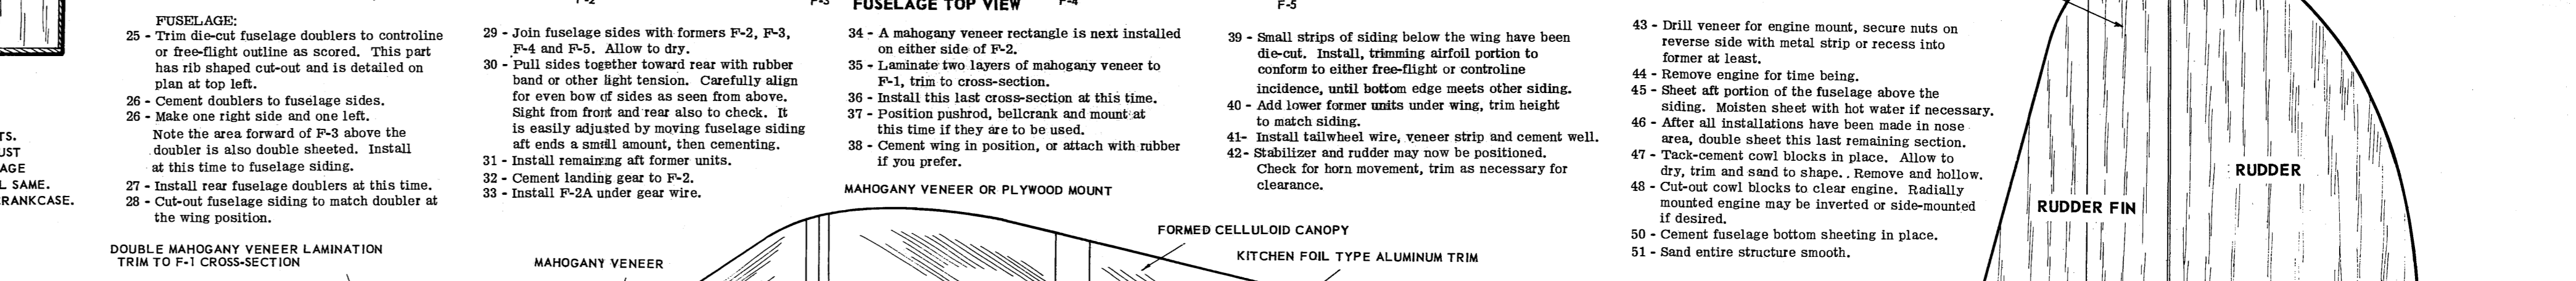 F-2
F-3
FUSELAGE TOP VIEW
F-4
F-5
FUSELAGE:
25 - Trim die-cut fuselage doublers to controline
or free-flight outline as scored. This part
has rib shaped cut-out and is detailed on
plan at top left.
26 - Cement doublers to fuselage sides.
26 - Make one right side and one left.
Note the area forward of F-3 above the
doubler is also double sheeted. Install
at this time to fuselage siding.
27 - Install rear fuselage doublers at this time.
28 - Cut-out fuselage siding to match doubler at
the wing position.
TS.
UST
AGE
L SAME.
RANKCASE.
DOUBLE MAHOGANY VENEER LAMINATION
TRIM TO F-1 CROSS-SECTION
29 - Join fuselage sides with formers F-2, F-3,
F-4 and F-5. Allow to dry.
30 - Pull sides together toward rear with rubber
band or other light tension. Carefully align
for even bow of sides as seen from above.
Sight from front and rear also to check. It
is easily adjusted by moving fuselage siding
aft ends a small amount, then cementing.
31 - Install remaining aft former units.
32 - Cement landing gear to F-2.
33 - Install F-2A under gear wire.
MAHOGANY VENEER
34 - A mahogany veneer rectangle is next installed
on either side of F-2.
35 - Laminate two layers of mahogany veneer to
F-1, trim to cross-section.
36 - Install this last cross-section at this time.
37 - Position pushrod, bellcrank and mount at
this time if they are to be used.
38 - Cement wing in position, or attach with rubber
if you prefer.
MAHOGANY VENEER OR PLYWOOD MOUNT
39 - Small strips of siding below the wing have been
die-cut. Install, trimming airfoil portion to
conform to either free-flight or controline
incidence, until bottom edge meets other siding.
40 - Add lower former units under wing, trim height
to match siding.
41- Install tailwheel wire, veneer strip and cement well.
42- Stabilizer and rudder may now be positioned.
Check for horn movement, trim as necessary for
clearance.
FORMED CELLULOID CANOPY
KITCHEN FOIL TYPE ALUMINUM TRIM
43 - Drill veneer for engine mount, secure nuts on
reverse side with metal strip or recess into
former at least.
44 - Remove engine for time being.
45 - Sheet aft portion of the fuselage above the
siding. Moisten sheet with hot water if necessary.
46 - After all installations have been made in nose
area, double sheet this last remaining section.
47 - Tack-cement cowl blocks in place. Allow to
dry, trim and sand to shape. Remove and hollow.
48 - Cut-out cowl blocks to clear engine. Radially
mounted engine may be inverted or side-mounted
if desired.
50 - Cement fuselage bottom sheeting in place.
51 - Sand entire structure smooth.
RUDDER FIN
RUDDER